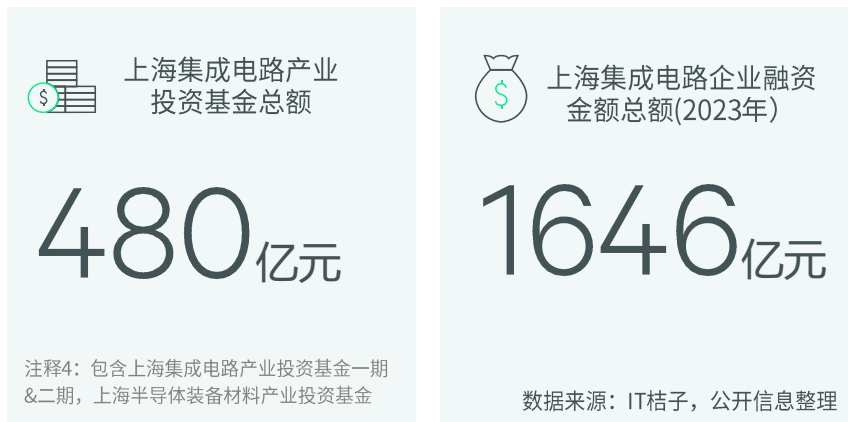 上海集成电路产业
投资基金总额
$
480亿元
注释4：包含上海集成电路产业投资基金一期
&二期，上海半导体装备材料产业投资基金
上海集成电路企业融资
金额总额(2023年）
$
1646亿元
数据来源：IT桔子，公开信息整理